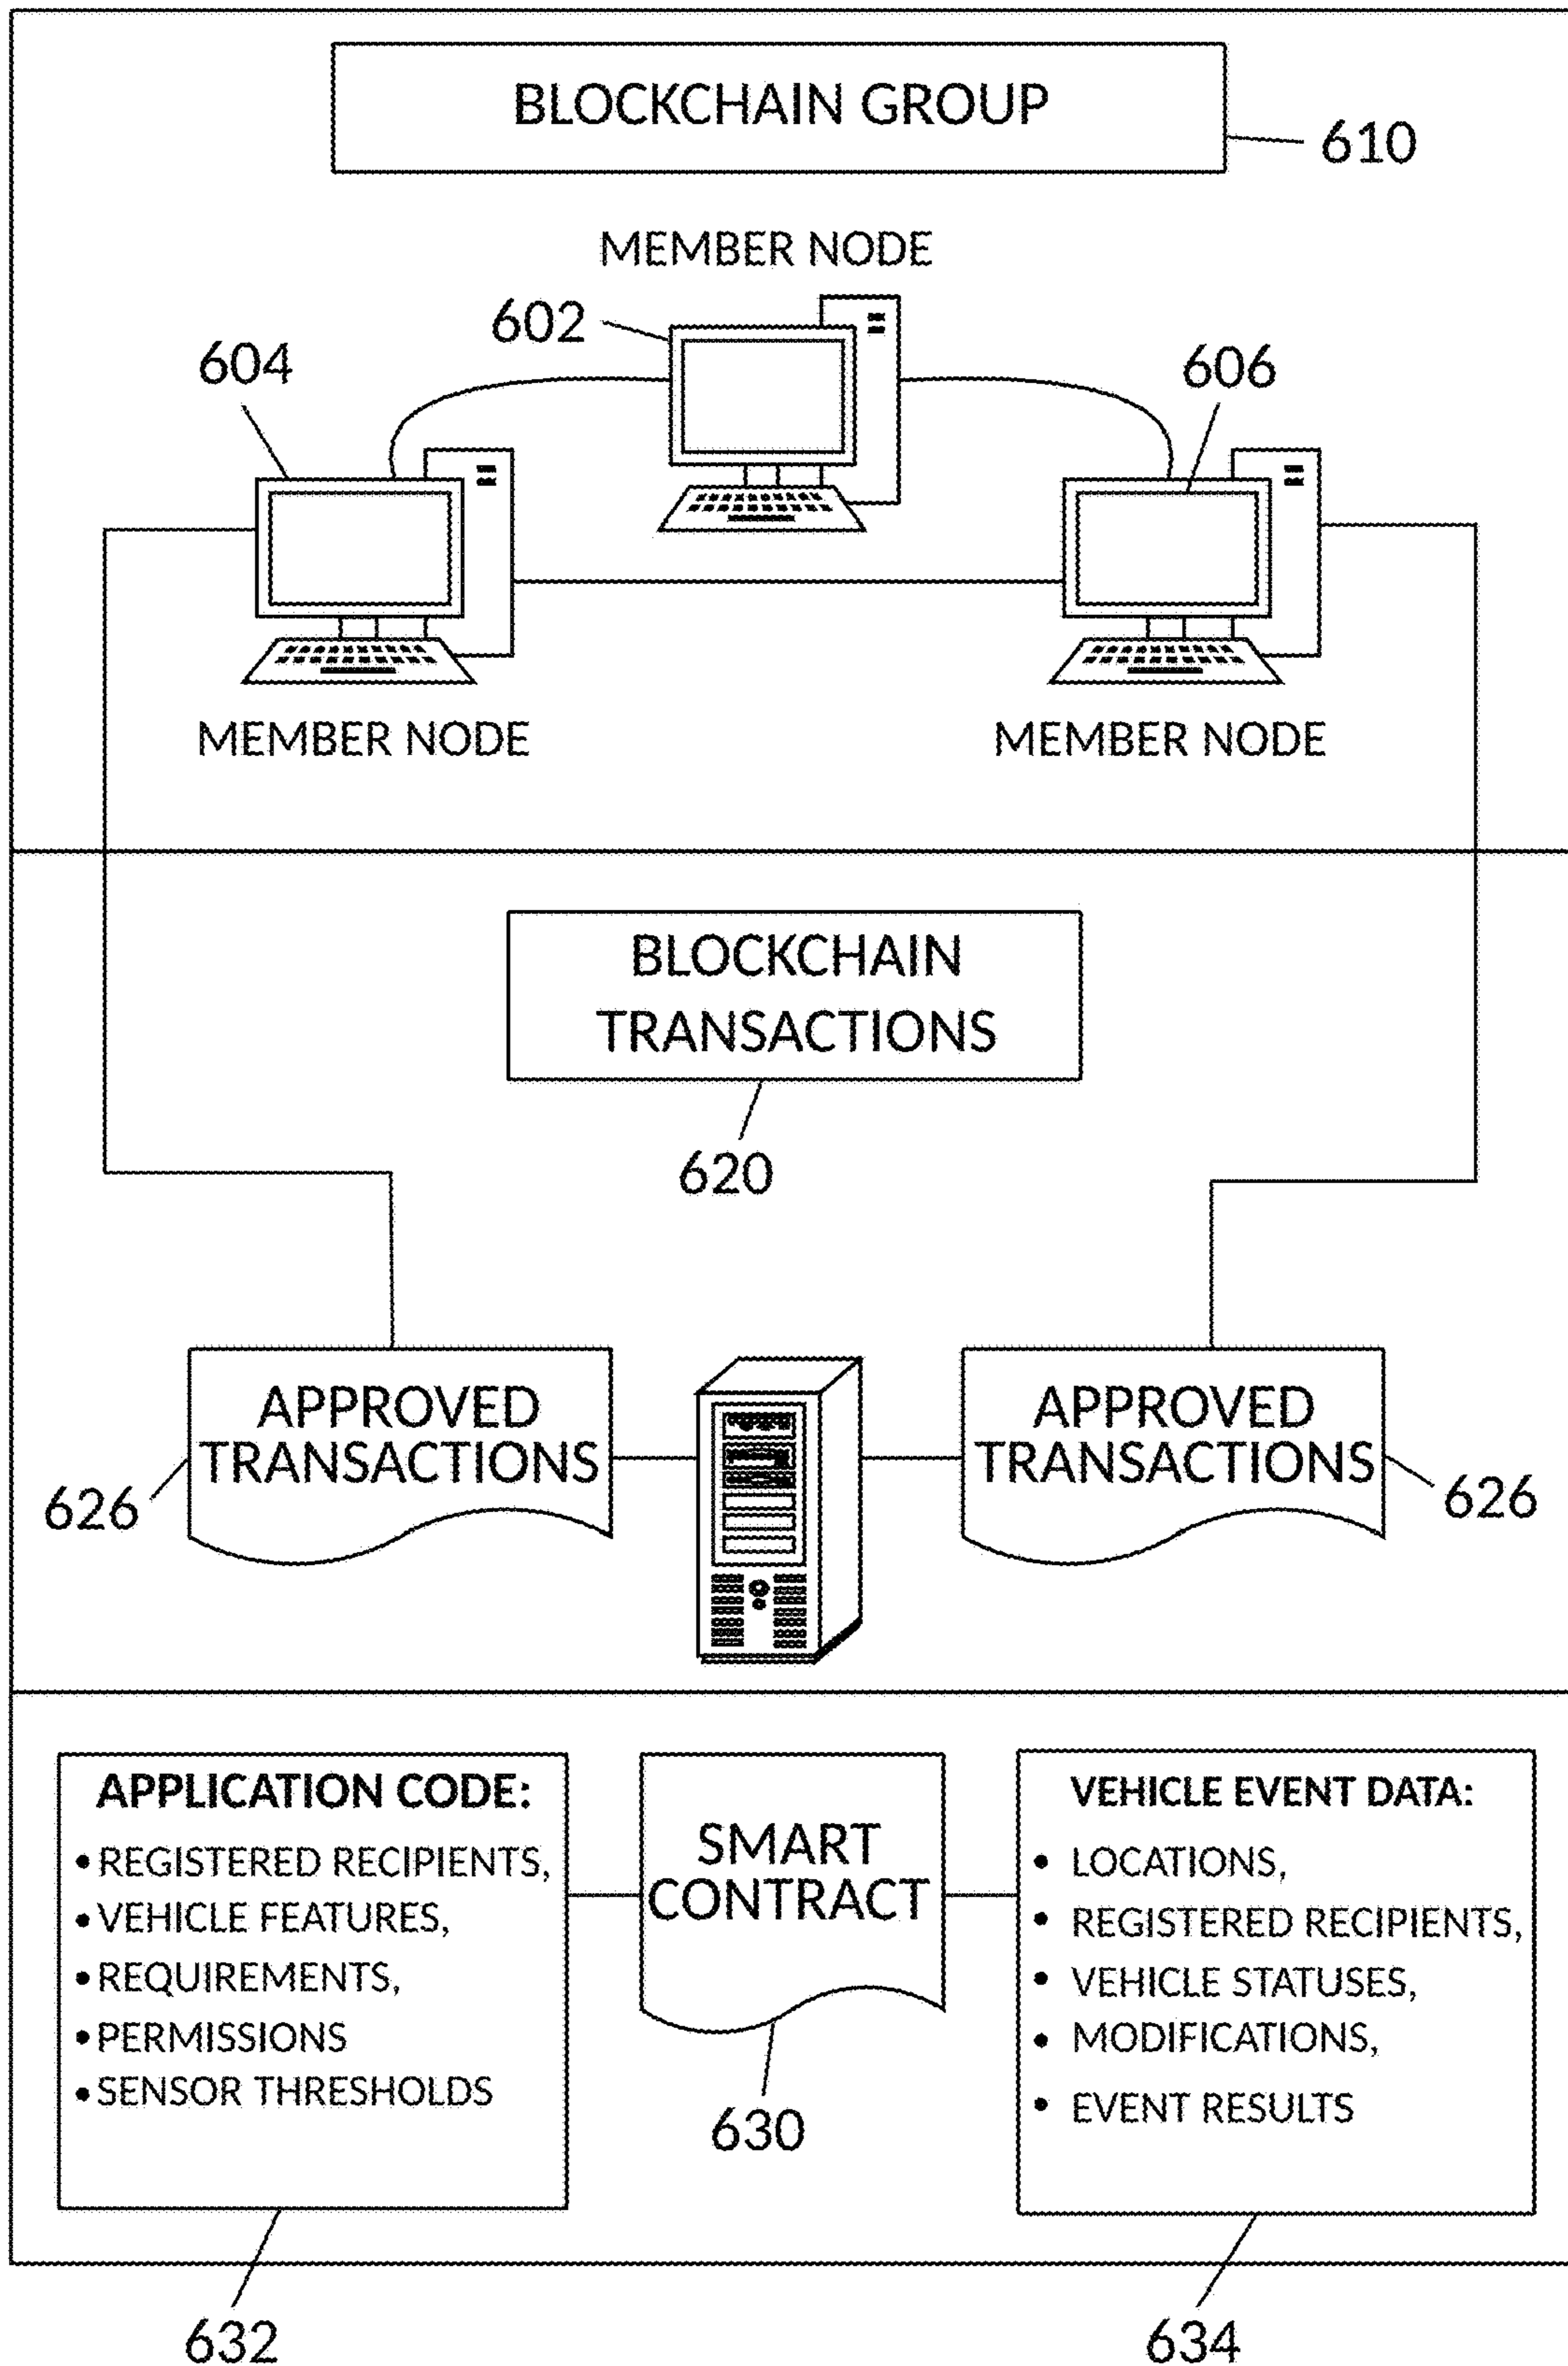 BLOCKCHAIN GROUP
610
MEMBER NODE
602
604
606
MEMBER NODE
MEMBER NODE
BLOCKCHAIN
TRANSACTIONS
620
APPROVED
TRANSACTIONS
626
APPROVED
TRANSACTIONS
626
APPLICATION CODE:
• REGISTERED RECIPIENTS,
• VEHICLE FEATURES,
• REQUIREMENTS,
• PERMISSIONS
• SENSOR THRESHOLDS
SMART
CONTRACT
630
VEHICLE EVENT DATA:
• LOCATIONS,
• REGISTERED RECIPIENTS,
• VEHICLE STATUSES,
• MODIFICATIONS,
• EVENT RESULTS
632
634